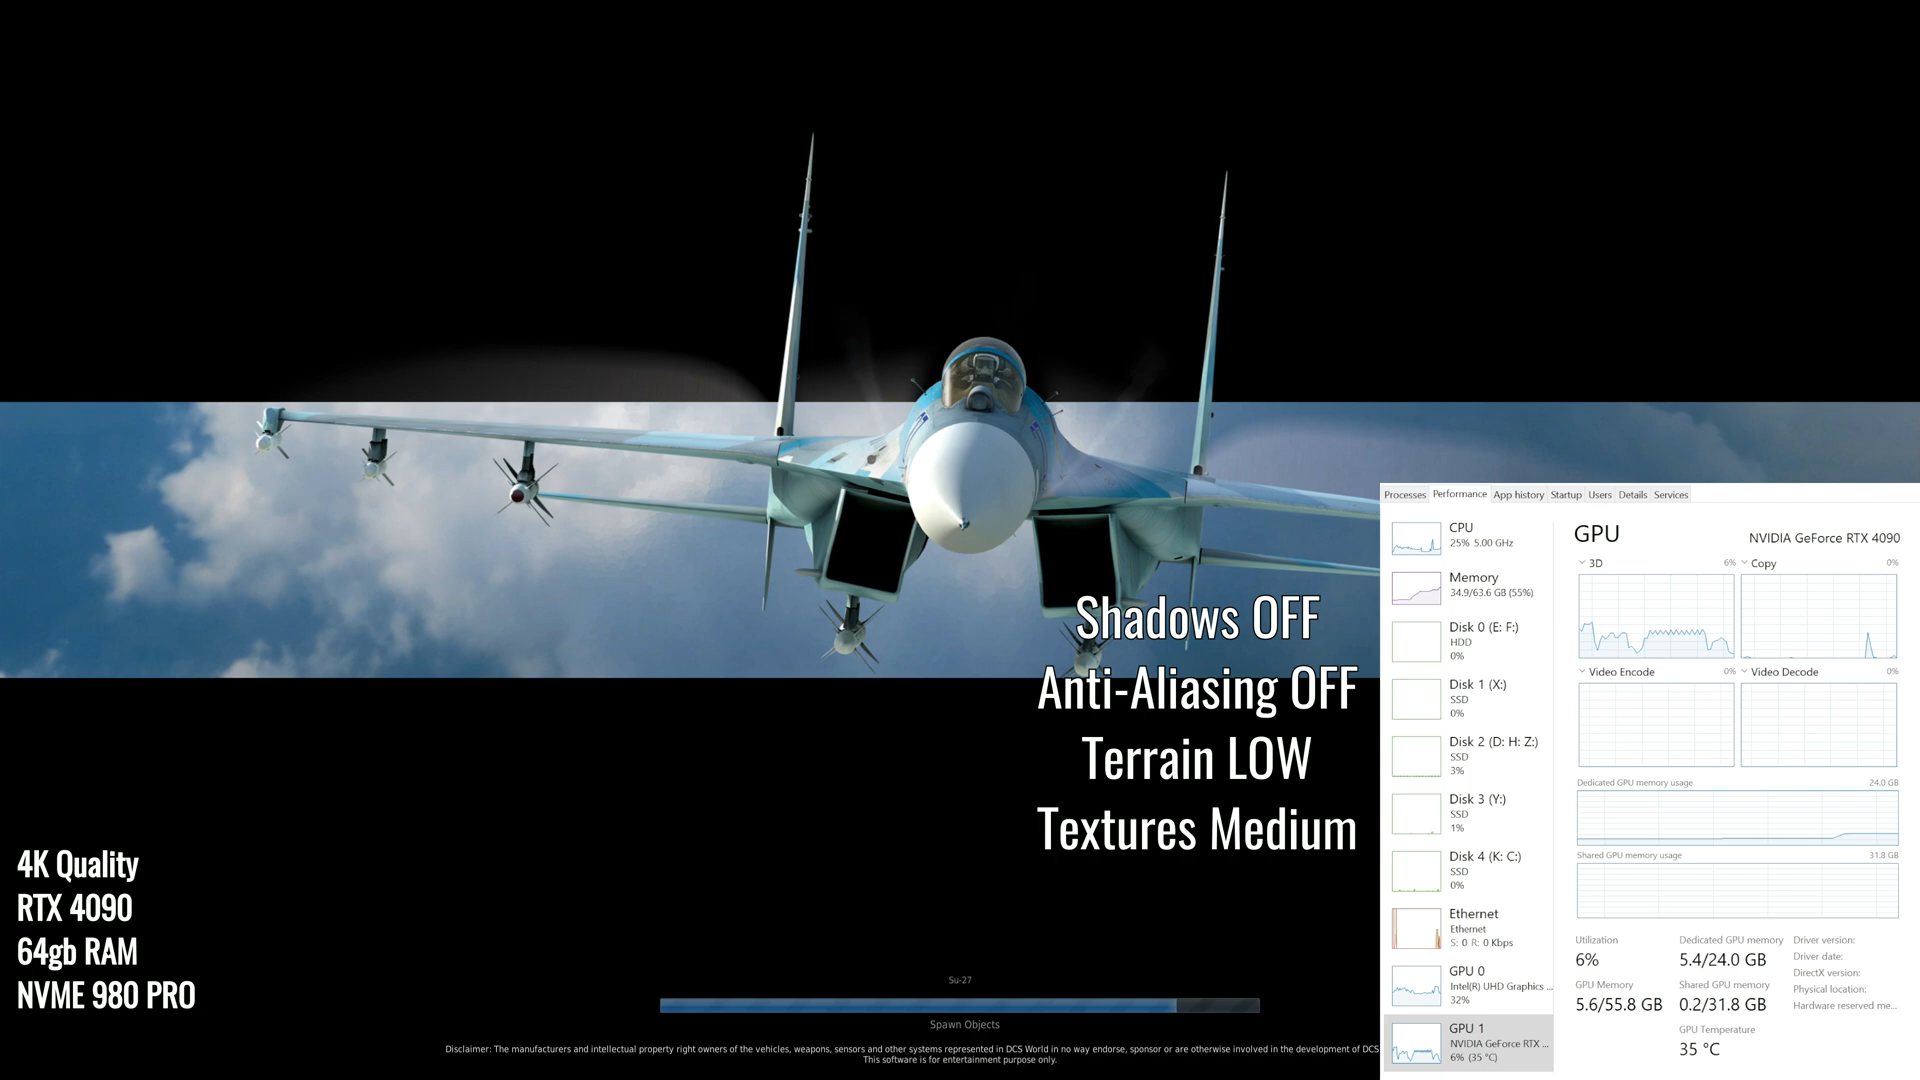 Processes Performance App history Startup Users Details Services
CPU
25% 5.00 GHz
Memory
34.9/63.6 GB (55%)
Disk 0 (E: F:)
HDD
0%
Disk 1 (X:)
SSD
0%
Disk 2 (D: H: Z:)
SSD
3%
Disk 3 (Y:)
SSD
1%
Disk 4 (K: C:)
SSD
0%
Ethernet
Ethernet
S: 0 R: 0 Kbps
GPU 0
Intel(R) UHD Graphics ...
32%
GPU 1
NVIDIA GeForce RTX ...
6% (35 °C)
GPU NVIDIA GeForce RTX 4090
3D 6% Copy 0%
Video Encode 0% Video Decode 0%
Dedicated GPU memory usage 24.0 GB
Shared GPU memory usage 31.8 GB
Utilization
6%
GPU Memory
5.6/55.8 GB
Dedicated GPU memory
5.4/24.0 GB
Shared GPU memory
0.2/31.8 GB
GPU Temperature
35 °C
Driver version:
Driver date:
DirectX version:
Physical location:
Hardware reserved me...
Shadows OFF
Anti-Aliasing OFF
Terrain LOW
Textures Medium
4K Quality
RTX 4090
64gb RAM
NVME 980 PRO
Su-27
Spawn Objects
Disclaimer: The manufacturers and intellectual property right owners of the vehicles, weapons, sensors and other systems represented in DCS World in no way endorse, sponsor or are otherwise involved in the development of DCS
This software is for entertainment purpose only.